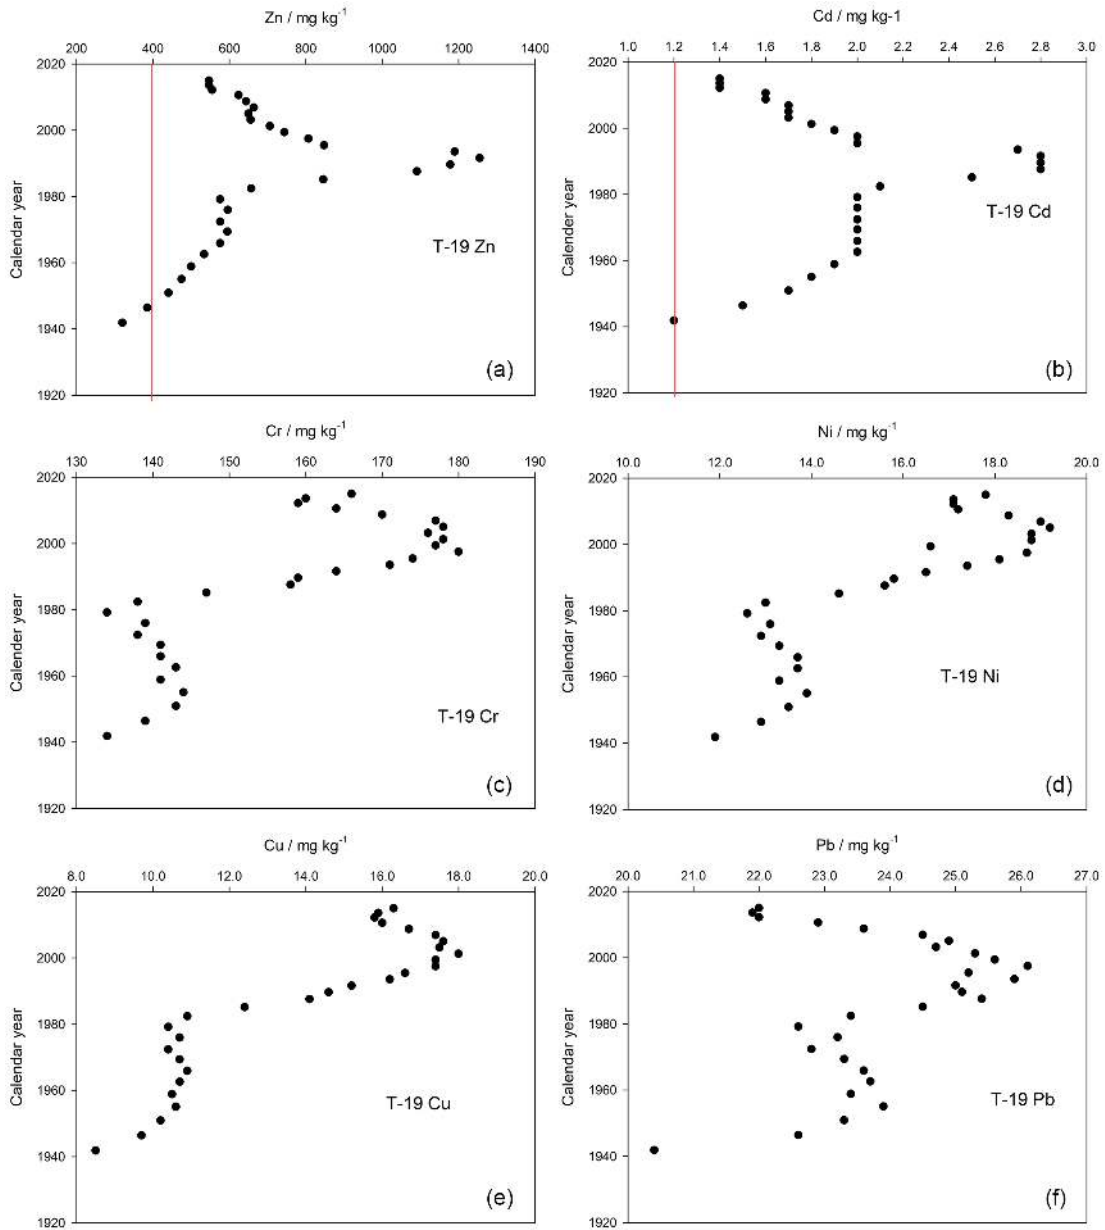 Zn / mg kg-1
200 400 600 800 1000 1200 1400
2020
2000
1980
1960
1940
1920
Calender year
T-19 Zn
(a)
Cd / mg kg-1
1.0 1.2 1.4 1.6 1.8 2.0 2.2 2.4 2.6 2.8 3.0
2020
2000
1980
1960
1940
1920
Calendar year
T-19 Cd
(b)
Cr / mg kg-1
130 140 150 160 170 180 190
2020
2000
1980
1960
1940
1920
Calender year
T-19 Cr
(c)
Ni / mg kg-1
10.0 12.0 14.0 16.0 18.0 20.0
2020
2000
1980
1960
1940
1920
Calendar year
T-19 Ni
(d)
Cu / mg kg-1
8.0 10.0 12.0 14.0 16.0 18.0 20.0
2020
2000
1980
1960
1940
1920
Calendar year
T-19 Cu
(e)
Pb / mg kg-1
20.0 21.0 22.0 23.0 24.0 25.0 26.0 27.0
2020
2000
1980
1960
1940
1920
Calendar year
T-19 Pb
(f)